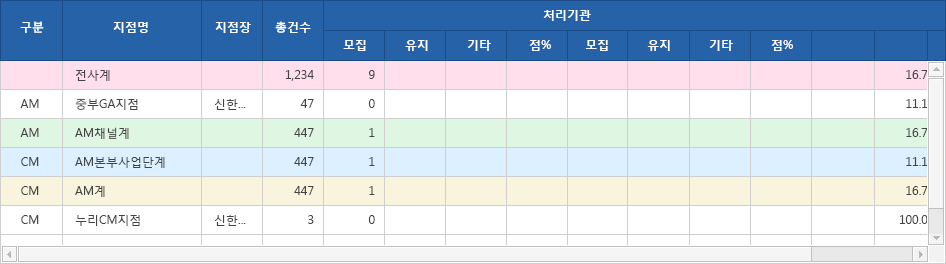 구분 지점명 지점장 총건수 처리기관
모집 유지 기타 점% 모집 유지 기타 점%
전사계 1,234 9 16.7
AM 중부GA지점 신한... 47 0 11.1
AM AM채널계 447 1 16.7
CM AM본부사업단계 447 1 11.1
CM AM계 447 1 16.7
CM 누리CM지점 신한... 3 0 100.0